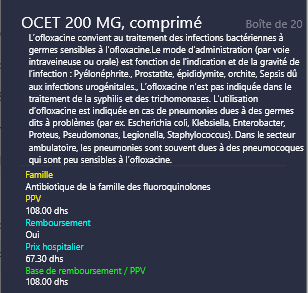 OCET 200 MG, comprimé
Boîte de 20
L'ofloxacine convient au traitement des infections bactériennes à
germes sensibles à l'ofloxacine.Le mode d'administration (par voie
intraveineuse ou orale) est fonction de l'indication et de la gravité de
l'infection : Pyélonéphrite., Prostatite, épididymite, orchite, Sepsis dû
aux infections urogénitales., L'ofloxacine n'est pas indiquée dans le
traitement de la syphilis et des trichomonases. L'utilisation
d'ofloxacine est indiquée en cas de pneumonies dues à des germes
dits à problèmes (par ex. Escherichia coli, Klebsiella, Enterobacter,
Proteus, Pseudomonas, Legionella, Staphylococcus). Dans le secteur
ambulatoire, les pneumonies sont souvent dues à des pneumocoques
qui sont peu sensibles à l'ofloxacine.
Famille
Antibiotique de la famille des fluoroquinolones
PPV
108.00 dhs
Remboursement
Oui
Prix hospitalier
67.30 dhs
Base de remboursement / PPV
108.00 dhs